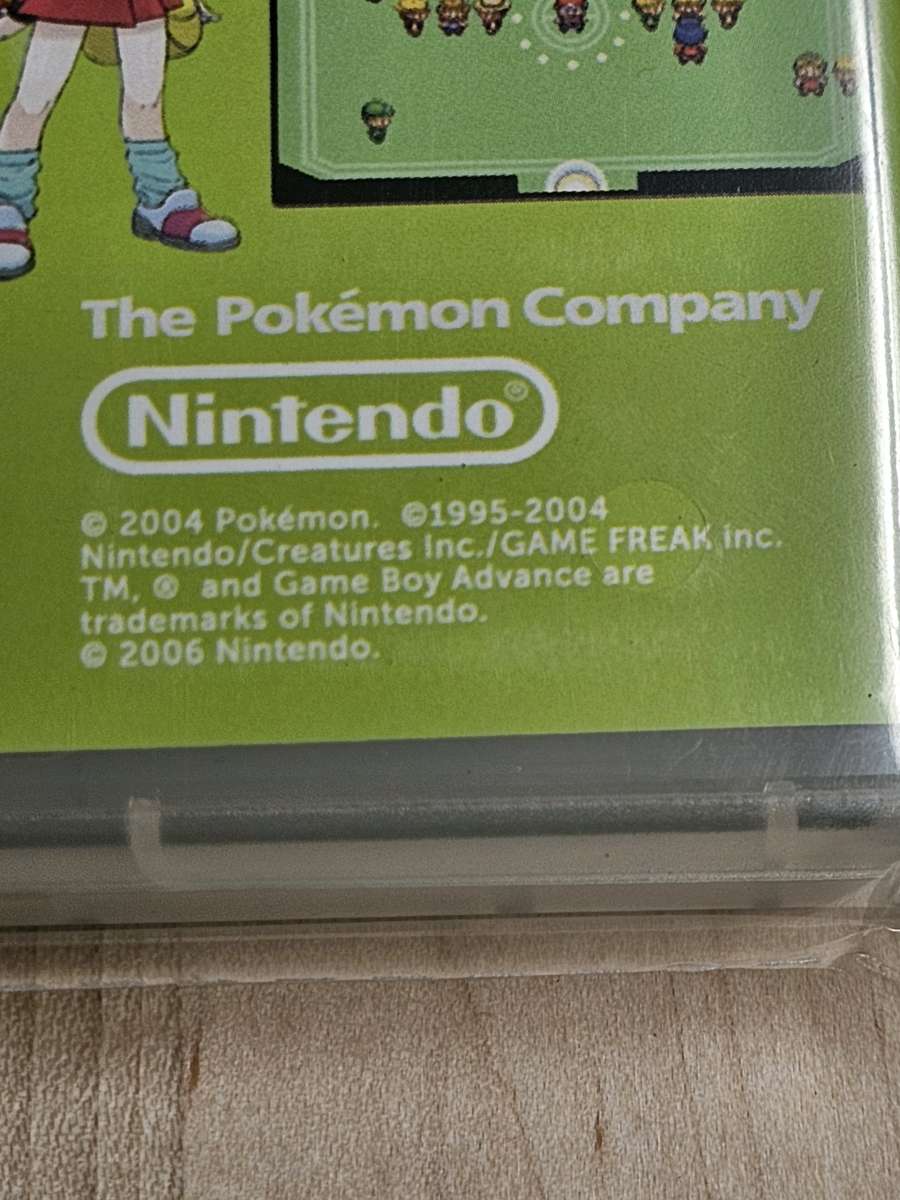 The Pokémon Company
Nintendo®
© 2004 Pokémon. ©1995-2004
Nintendo/Creatures Inc./GAME FREAK inc.
TM, ® and Game Boy Advance are
trademarks of Nintendo.
© 2006 Nintendo.